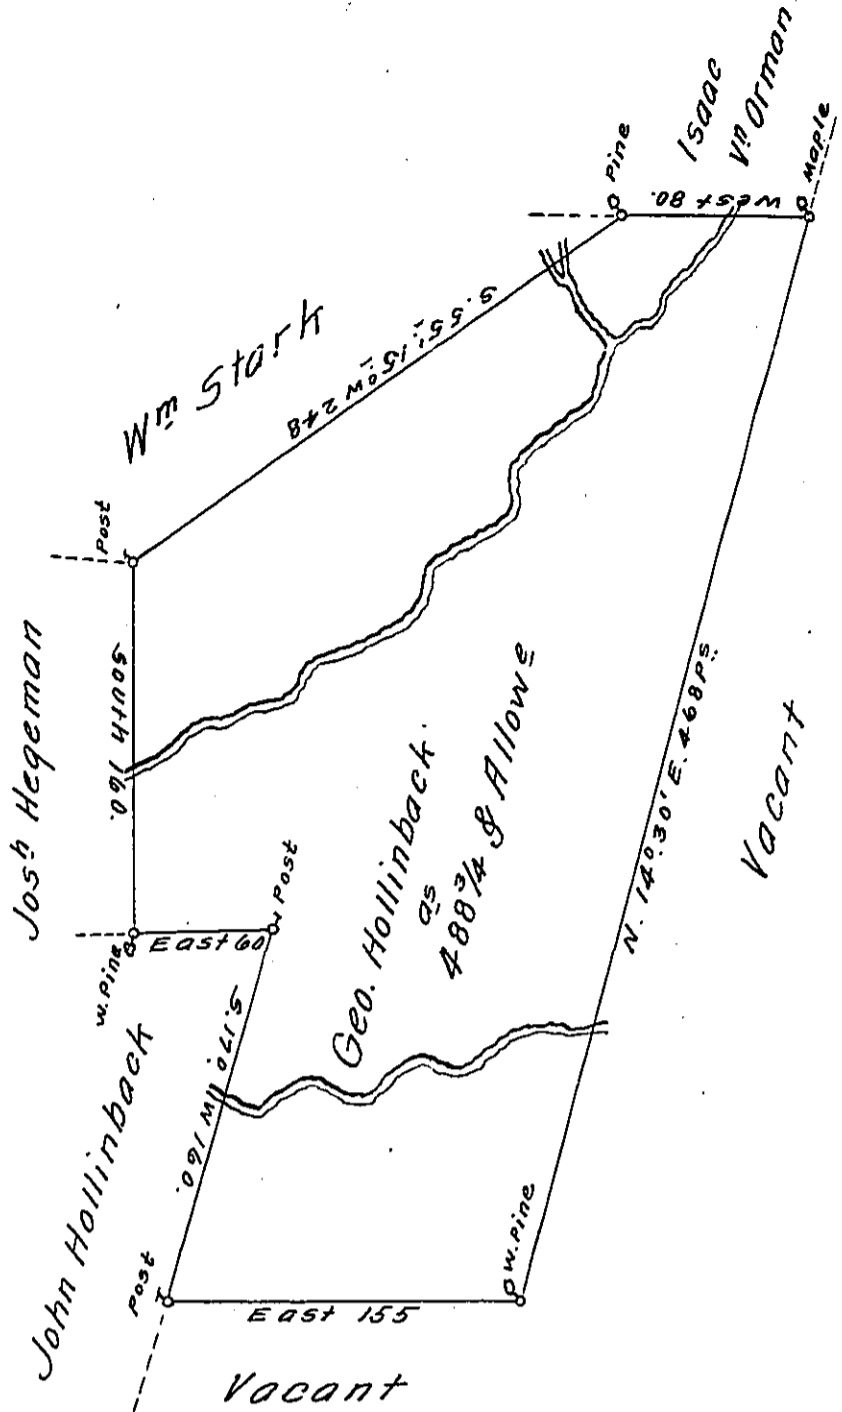 Isaac
Vⁿ Orman
Pine
Maple
West 80.
Wᵐ Stark
S. 55°, 15' W 248
Post
Josʰ Hegeman
South 160.
W. Pine
East 60
Post
John Hollinback
S. 17° W 160.
Geo. Hollinback
as
488 3/4 & Allowe
N. 14° 30' E. 468 Ps.
Vacant
Post
East 155
W. Pine
Vacant